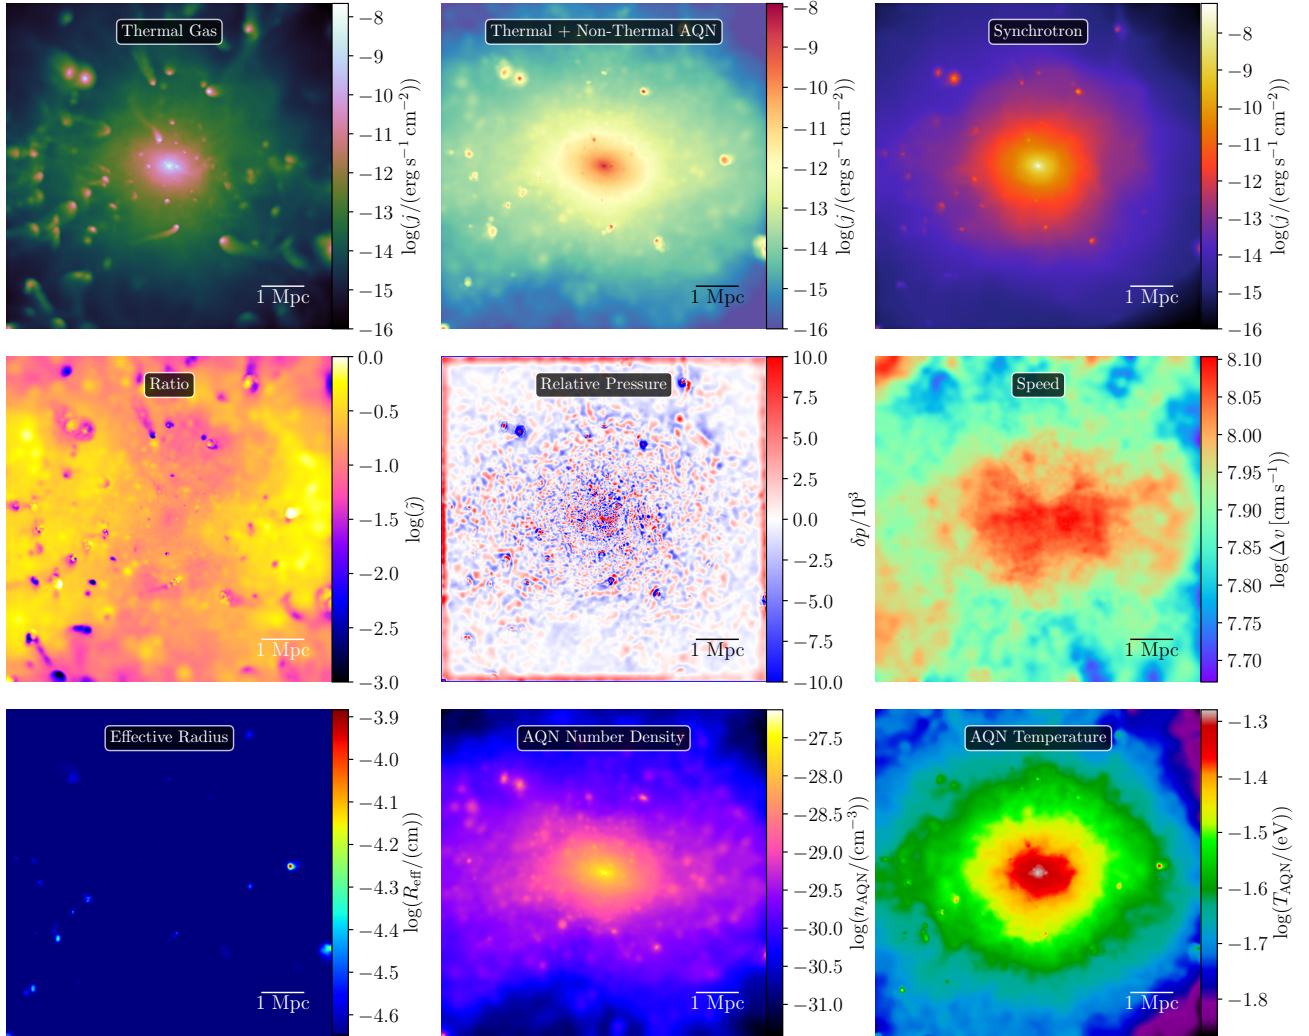 Thermal Gas
1 Mpc
−8
−9
−10
−11
−12
−13
−14
−15
−16
log(j/(erg s⁻¹ cm⁻²))
Thermal + Non-Thermal AQN
1 Mpc
−8
−9
−10
−11
−12
−13
−14
−15
−16
log(j/(erg s⁻¹ cm⁻²))
Synchrotron
1 Mpc
−8
−9
−10
−11
−12
−13
−14
−15
−16
log(j/(erg s⁻¹ cm⁻²))
Ratio
1 Mpc
0.0
−0.5
−1.0
−1.5
−2.0
−2.5
−3.0
log(j̃)
Relative Pressure
1 Mpc
10.0
7.5
5.0
2.5
0.0
−2.5
−5.0
−7.5
−10.0
δp/10³
Speed
1 Mpc
8.10
8.05
8.00
7.95
7.90
7.85
7.80
7.75
7.70
log(Δv[cm s⁻¹])
Effective Radius
1 Mpc
−3.9
−4.0
−4.1
−4.2
−4.3
−4.4
−4.5
−4.6
log(R_eff/(cm))
AQN Number Density
1 Mpc
−27.5
−28.0
−28.5
−29.0
−29.5
−30.0
−30.5
−31.0
log(n_AQN/(cm⁻³))
AQN Temperature
1 Mpc
−1.3
−1.4
−1.5
−1.6
−1.7
−1.8
log(T_AQN/(eV))